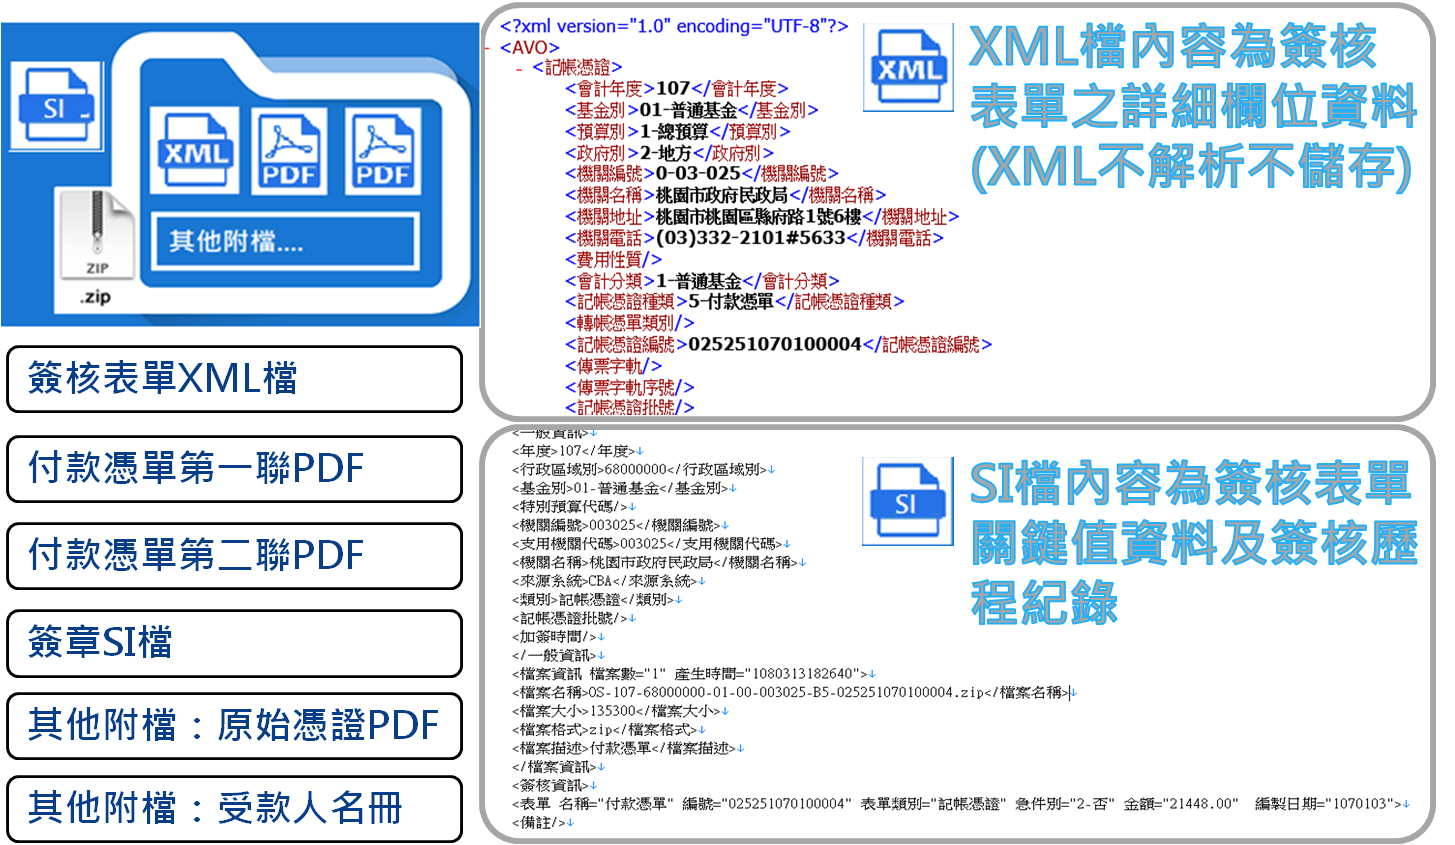 SI
XML
PDF
PDF
其他附檔....
ZIP
.zip
簽核表單XML檔
付款憑單第一聯PDF
付款憑單第二聯PDF
簽章SI檔
其他附檔：原始憑證PDF
其他附檔：受款人名冊
<?xml version="1.0" encoding="UTF-8"?>
- <AVO>
- <記帳憑證>
<會計年度>107</會計年度>
<基金別>01-普通基金</基金別>
<預算別>1-總預算</預算別>
<政府別>2-地方</政府別>
<機關編號>0-03-025</機關編號>
<機關名稱>桃園市政府民政局</機關名稱>
<機關地址>桃園市桃園區縣府路1號6樓</機關地址>
<機關電話>(03)332-2101#5633</機關電話>
<費用性質/>
<會計分類>1-普通基金</會計分類>
<記帳憑證種類>5-付款憑單</記帳憑證種類>
<轉帳憑單類別/>
<記帳憑證編號>025251070100004</記帳憑證編號>
<傳票字軌/>
<傳票字軌序號/>
<記帳憑證批號/>
XML
XML檔內容為簽核
表單之詳細欄位資料
(XML不解析不儲存)
<一般資訊>↓
<年度>107</年度>↓
<行政區域別>68000000</行政區域別>↓
<基金別>01-普通基金</基金別>↓
<特別預算代碼/>↓
<機關編號>003025</機關編號>↓
<支用機關代碼>003025</支用機關代碼>↓
<機關名稱>桃園市政府民政局</機關名稱>↓
<來源系統>CBA</來源系統>↓
<類別>記帳憑證</類別>↓
<記帳憑證批號/>↓
<加簽時間/>↓
</一般資訊>↓
<檔案資訊 檔案數="1" 產生時間="1080313182640">↓
<檔案名稱>OS-107-68000000-01-00-003025-B5-025251070100004.zip</檔案名稱>↓
<檔案大小>135300</檔案大小>↓
<檔案格式>zip</檔案格式>↓
<檔案描述>付款憑單</檔案描述>↓
</檔案資訊>↓
<簽核資訊>↓
<表單 名稱="付款憑單" 編號="025251070100004" 表單類別="記帳憑證" 急件別="2-否" 金額="21448.00" 編製日期="1070103">↓
<備註/>↓
SI
SI檔內容為簽核表單
關鍵值資料及簽核歷
程紀錄